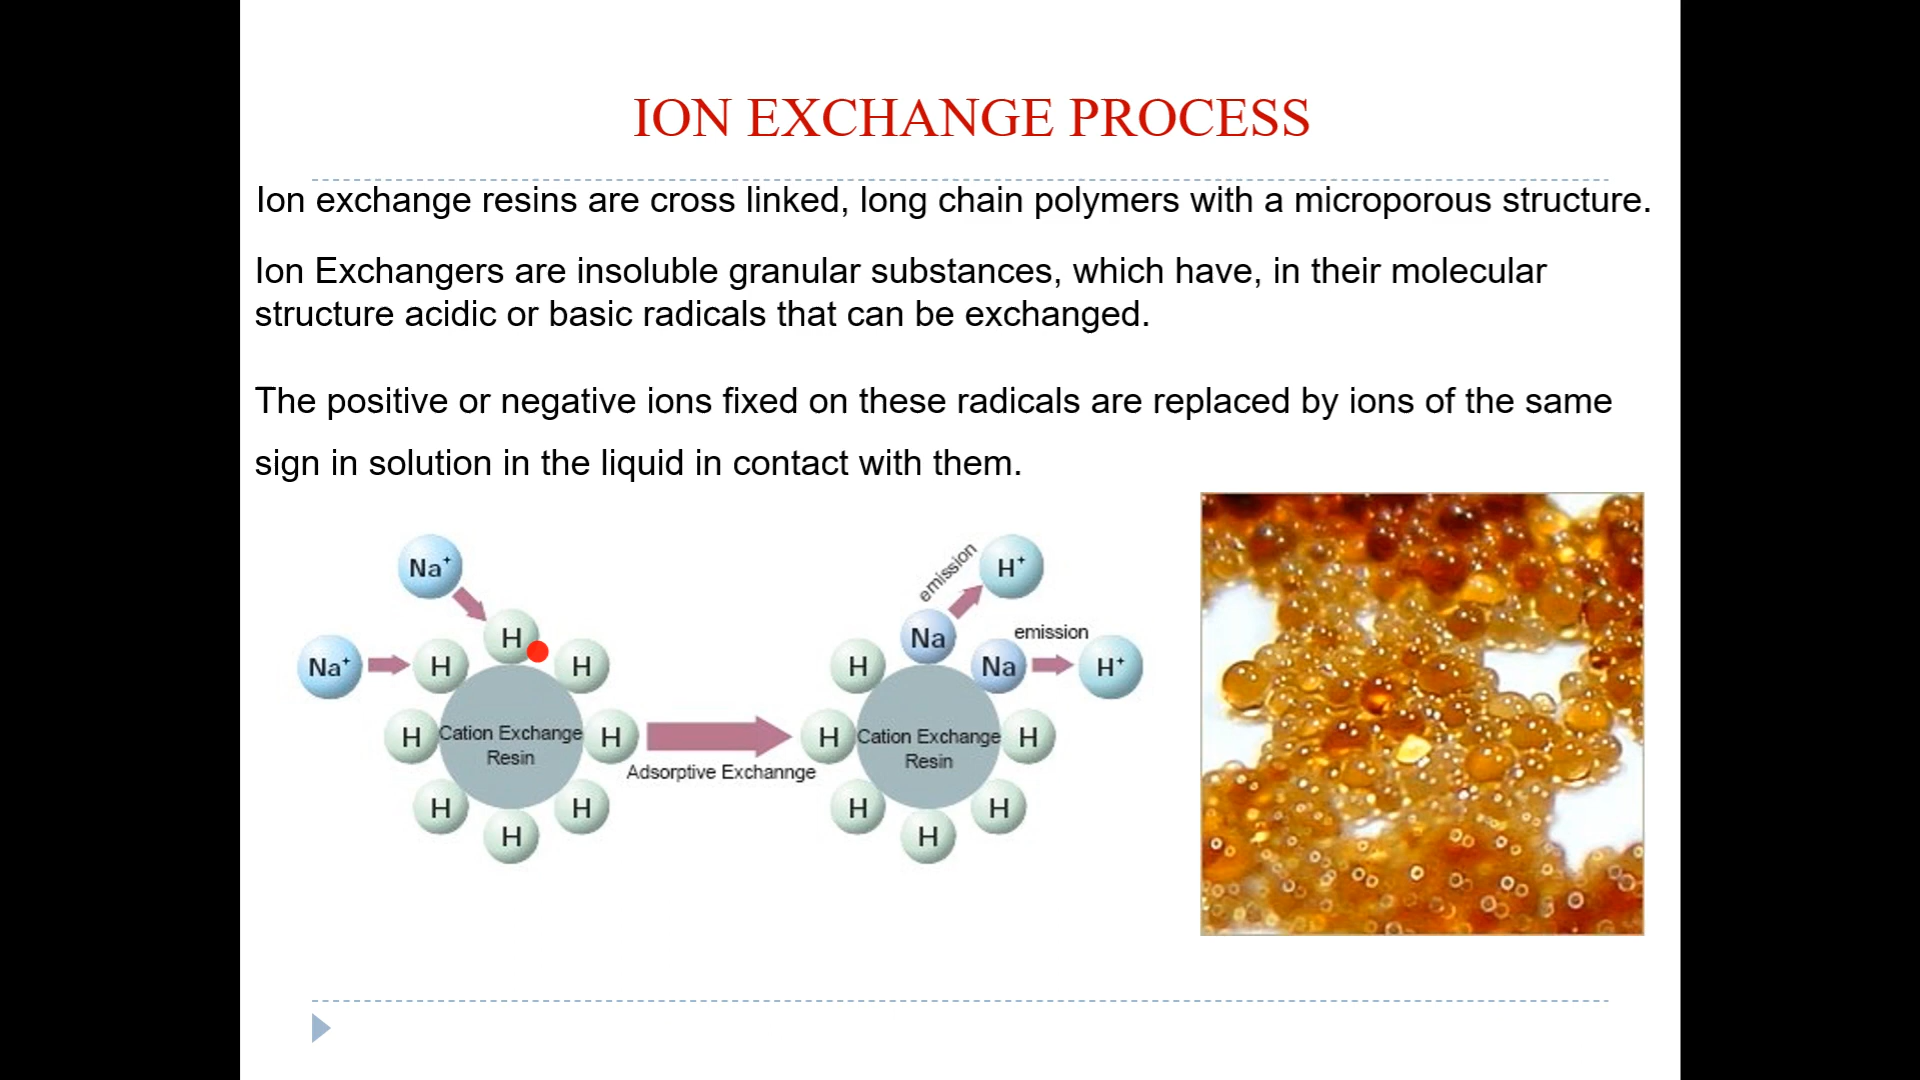 ION EXCHANGE PROCESS
Ion exchange resins are cross linked, long chain polymers with a microporous structure.
Ion Exchangers are insoluble granular substances, which have, in their molecular
structure acidic or basic radicals that can be exchanged.
The positive or negative ions fixed on these radicals are replaced by ions of the same
sign in solution in the liquid in contact with them.
Na⁺
H
Na⁺
H
H
H
Cation Exchange
Resin
H
H
H
H
Adsorptive Exchannge
emission
H⁺
Na
emission
H
Na
H⁺
H
Cation Exchange
Resin
H
H
H
H